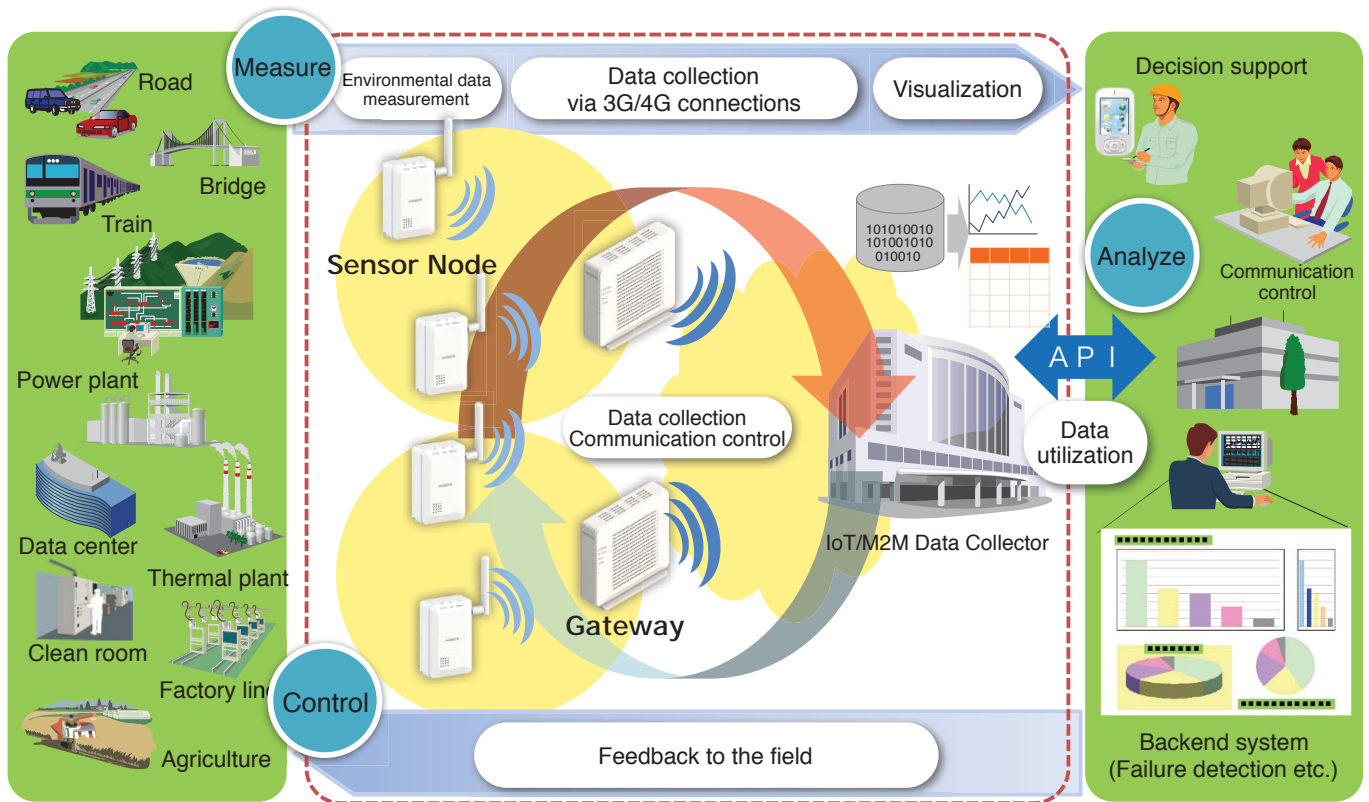 Measure
Environmental data
measurement
Data collection
via 3G/4G connections
Visualization
Road
Bridge
Train
Power plant
Data center
Thermal plant
Clean room
Factory line
Agriculture
Sensor Node
Data collection
Communication control
Gateway
101010010
101001010
010010
IoT/M2M Data Collector
API
Data
utilization
Decision support
Analyze
Communication
control
Backend system
(Failure detection etc.)
Control
Feedback to the field